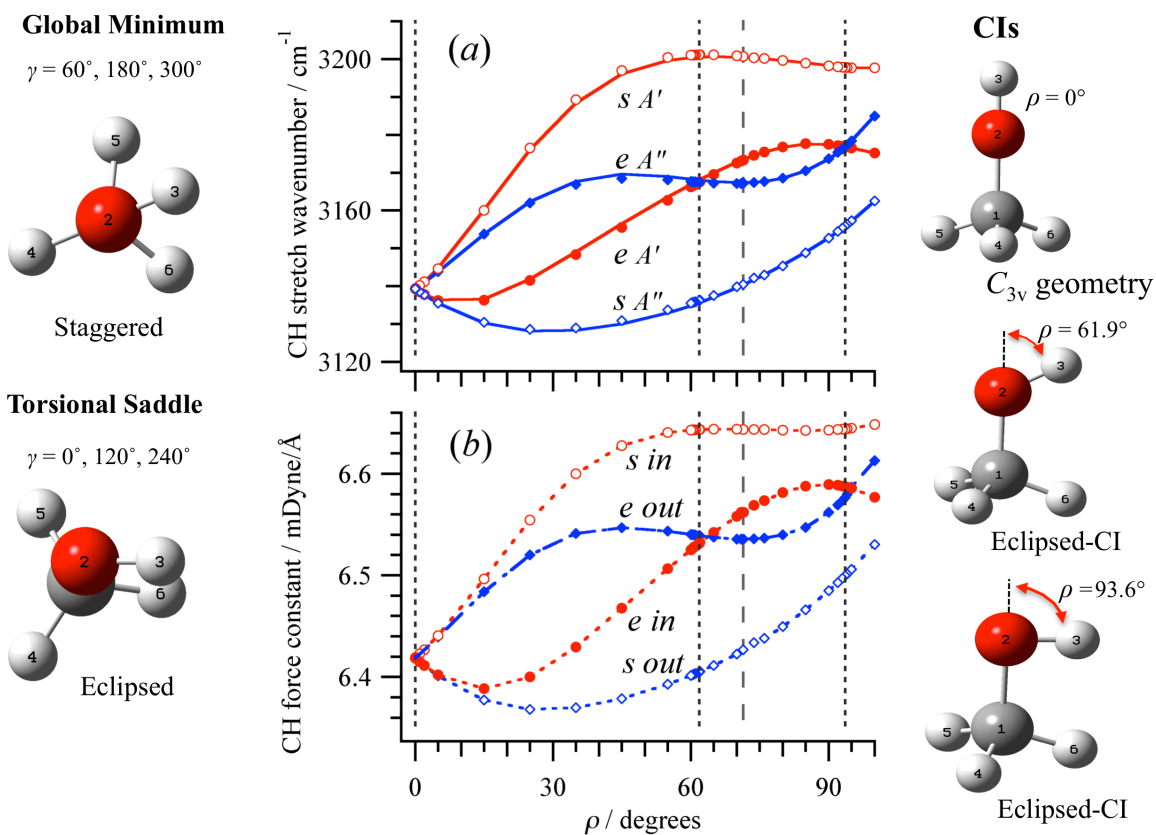 Global Minimum
γ = 60˚, 180˚, 300˚
5
3
2
4
6
Staggered
Torsional Saddle
γ = 0˚, 120˚, 240˚
5
2
3
6
4
Eclipsed
(a)
CH stretch wavenumber / cm⁻¹
3200
3160
3120
s A'
e A''
e A'
s A''
(b)
CH force constant / mDyne/Å
6.6
6.5
6.4
s in
e out
e in
s out
0
30
60
90
ρ / degrees
CIs
3
ρ = 0°
2
1
5
4
6
C3v geometry
ρ = 61.9°
3
2
1
5
4
6
Eclipsed-CI
ρ =93.6°
2
3
1
5
6
4
Eclipsed-CI